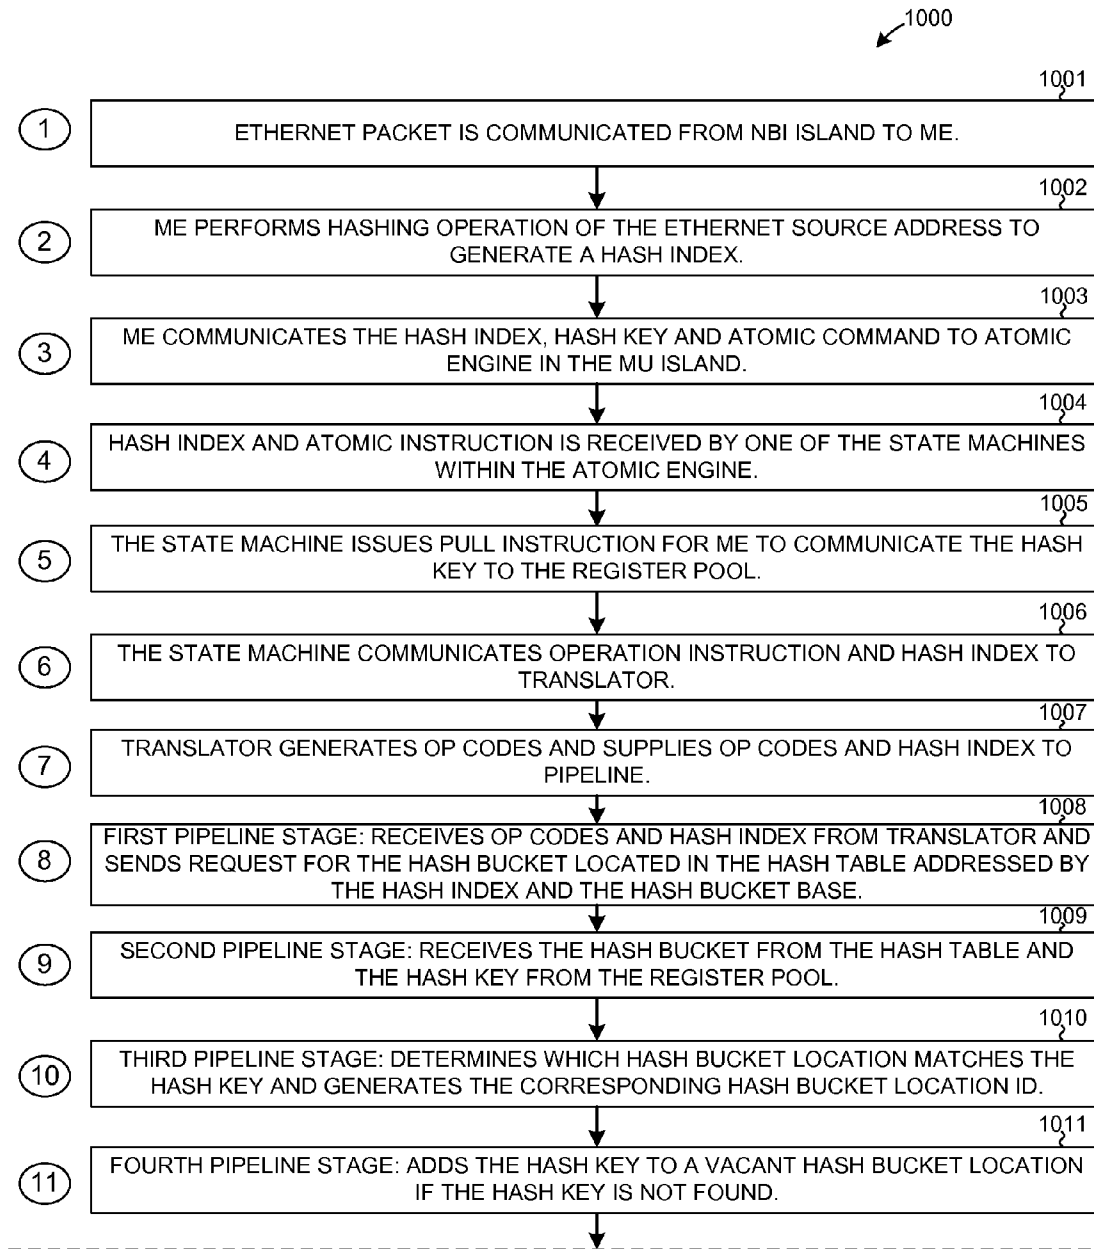 1000
1001
1
ETHERNET PACKET IS COMMUNICATED FROM NBI ISLAND TO ME.
1002
2
ME PERFORMS HASHING OPERATION OF THE ETHERNET SOURCE ADDRESS TO
GENERATE A HASH INDEX.
1003
3
ME COMMUNICATES THE HASH INDEX, HASH KEY AND ATOMIC COMMAND TO ATOMIC
ENGINE IN THE MU ISLAND.
1004
4
HASH INDEX AND ATOMIC INSTRUCTION IS RECEIVED BY ONE OF THE STATE MACHINES
WITHIN THE ATOMIC ENGINE.
1005
5
THE STATE MACHINE ISSUES PULL INSTRUCTION FOR ME TO COMMUNICATE THE HASH
KEY TO THE REGISTER POOL.
1006
6
THE STATE MACHINE COMMUNICATES OPERATION INSTRUCTION AND HASH INDEX TO
TRANSLATOR.
1007
7
TRANSLATOR GENERATES OP CODES AND SUPPLIES OP CODES AND HASH INDEX TO
PIPELINE.
1008
8
FIRST PIPELINE STAGE: RECEIVES OP CODES AND HASH INDEX FROM TRANSLATOR AND
SENDS REQUEST FOR THE HASH BUCKET LOCATED IN THE HASH TABLE ADDRESSED BY
THE HASH INDEX AND THE HASH BUCKET BASE.
1009
9
SECOND PIPELINE STAGE: RECEIVES THE HASH BUCKET FROM THE HASH TABLE AND
THE HASH KEY FROM THE REGISTER POOL.
1010
10
THIRD PIPELINE STAGE: DETERMINES WHICH HASH BUCKET LOCATION MATCHES THE
HASH KEY AND GENERATES THE CORRESPONDING HASH BUCKET LOCATION ID.
1011
11
FOURTH PIPELINE STAGE: ADDS THE HASH KEY TO A VACANT HASH BUCKET LOCATION
IF THE HASH KEY IS NOT FOUND.